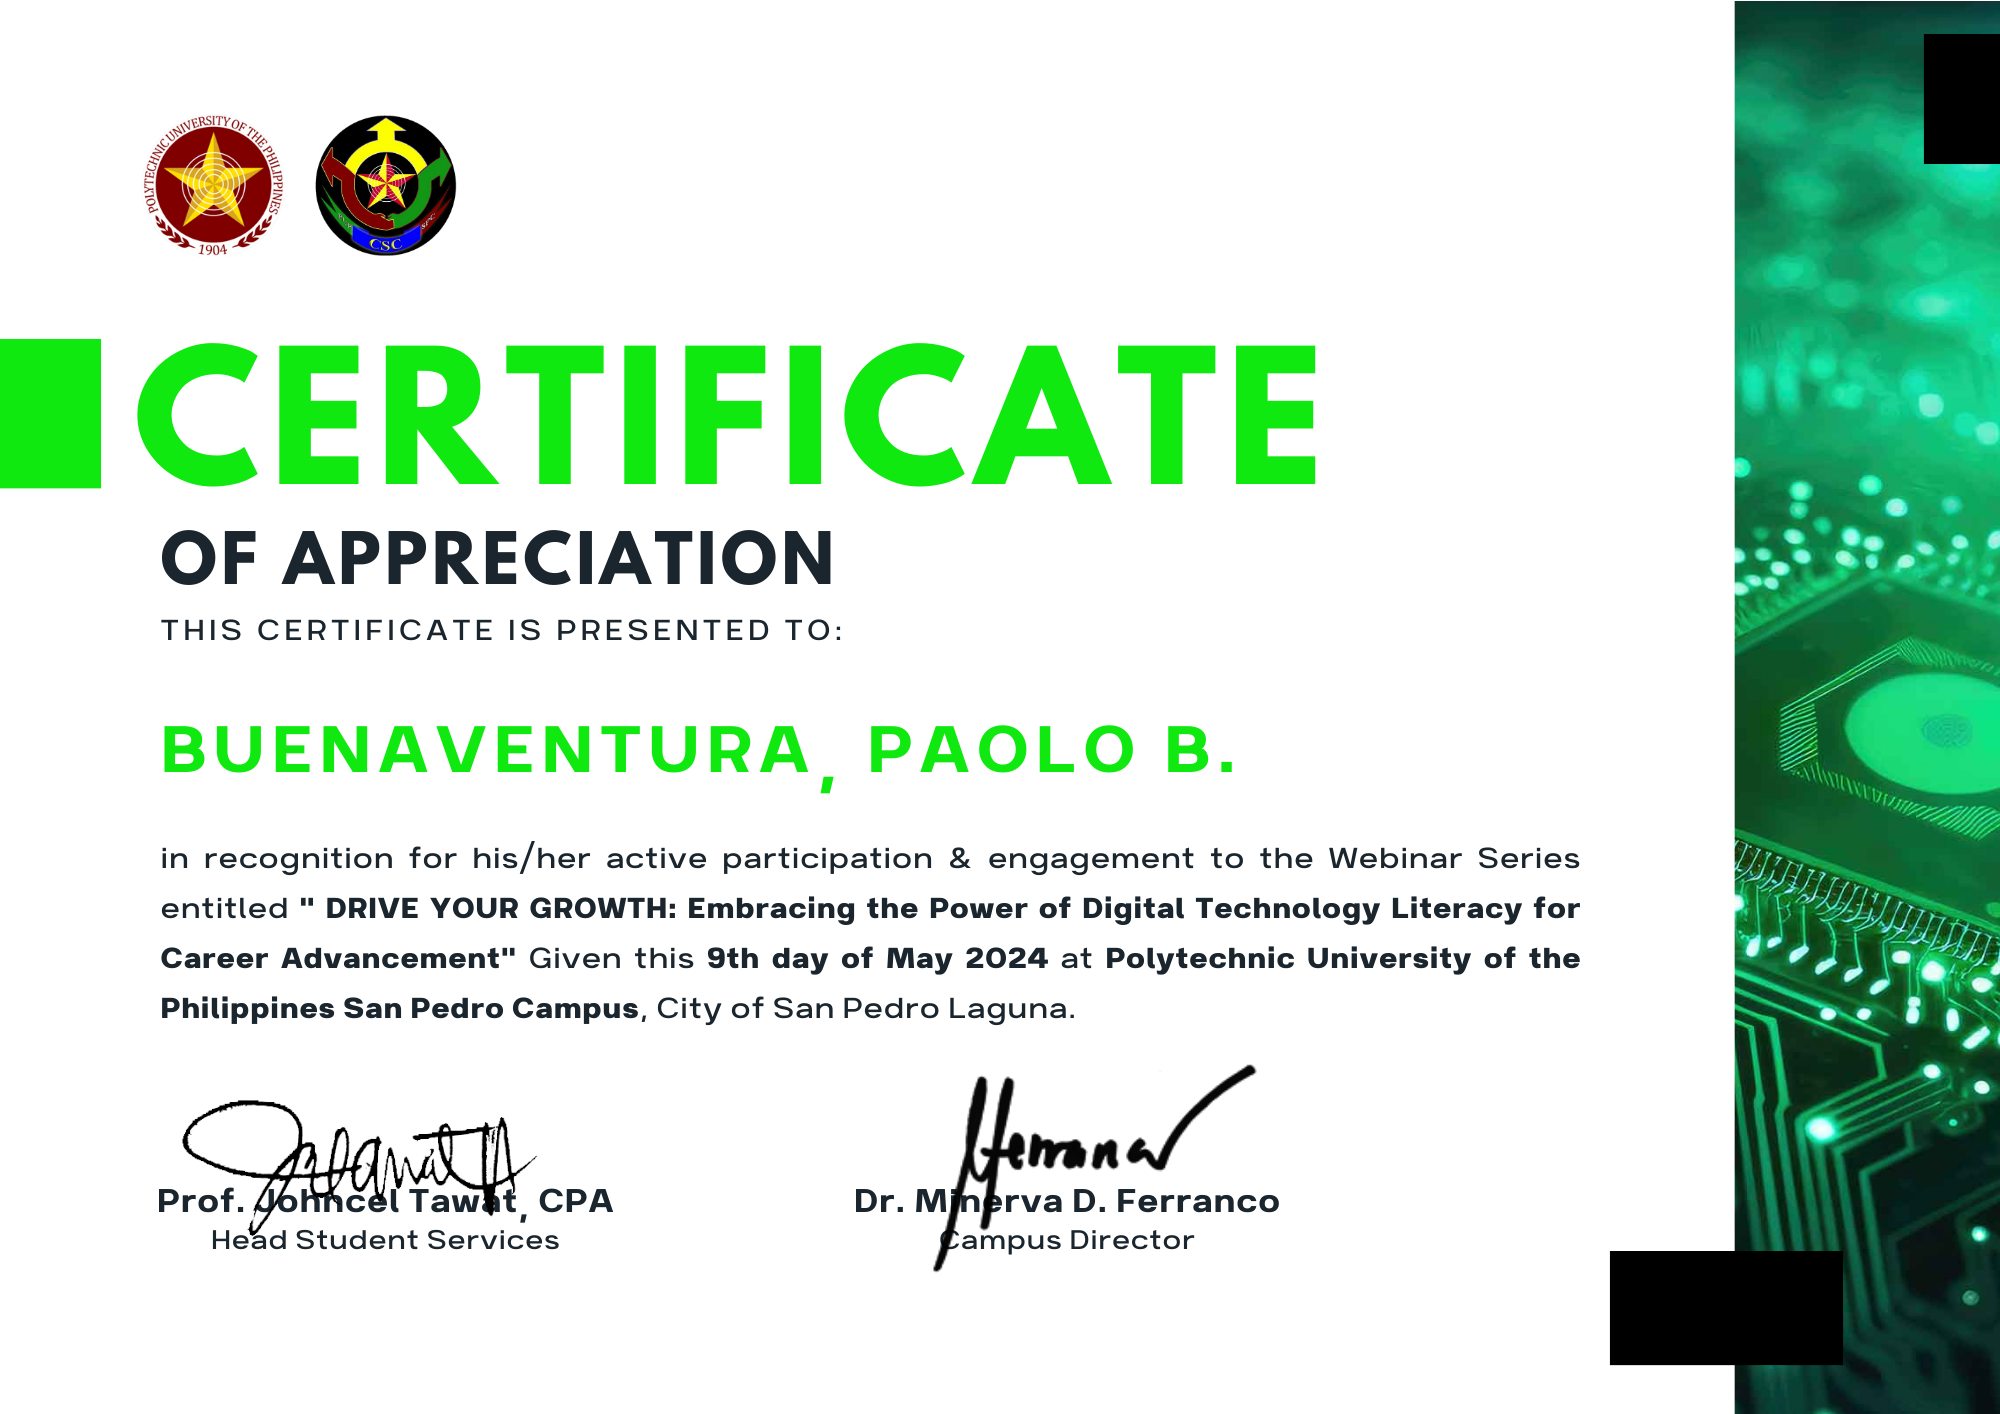 POLYTECHNIC UNIVERSITY OF THE PHILIPPINES
1904
CSC
CERTIFICATE
OF APPRECIATION
THIS CERTIFICATE IS PRESENTED TO:
BUENAVENTURA, PAOLO B.
in recognition for his/her active participation & engagement to the Webinar Series
entitled " DRIVE YOUR GROWTH: Embracing the Power of Digital Technology Literacy for
Career Advancement" Given this 9th day of May 2024 at Polytechnic University of the
Philippines San Pedro Campus, City of San Pedro Laguna.
Prof. Johncel Tawat, CPA
Head Student Services
Dr. Minerva D. Ferranco
Campus Director